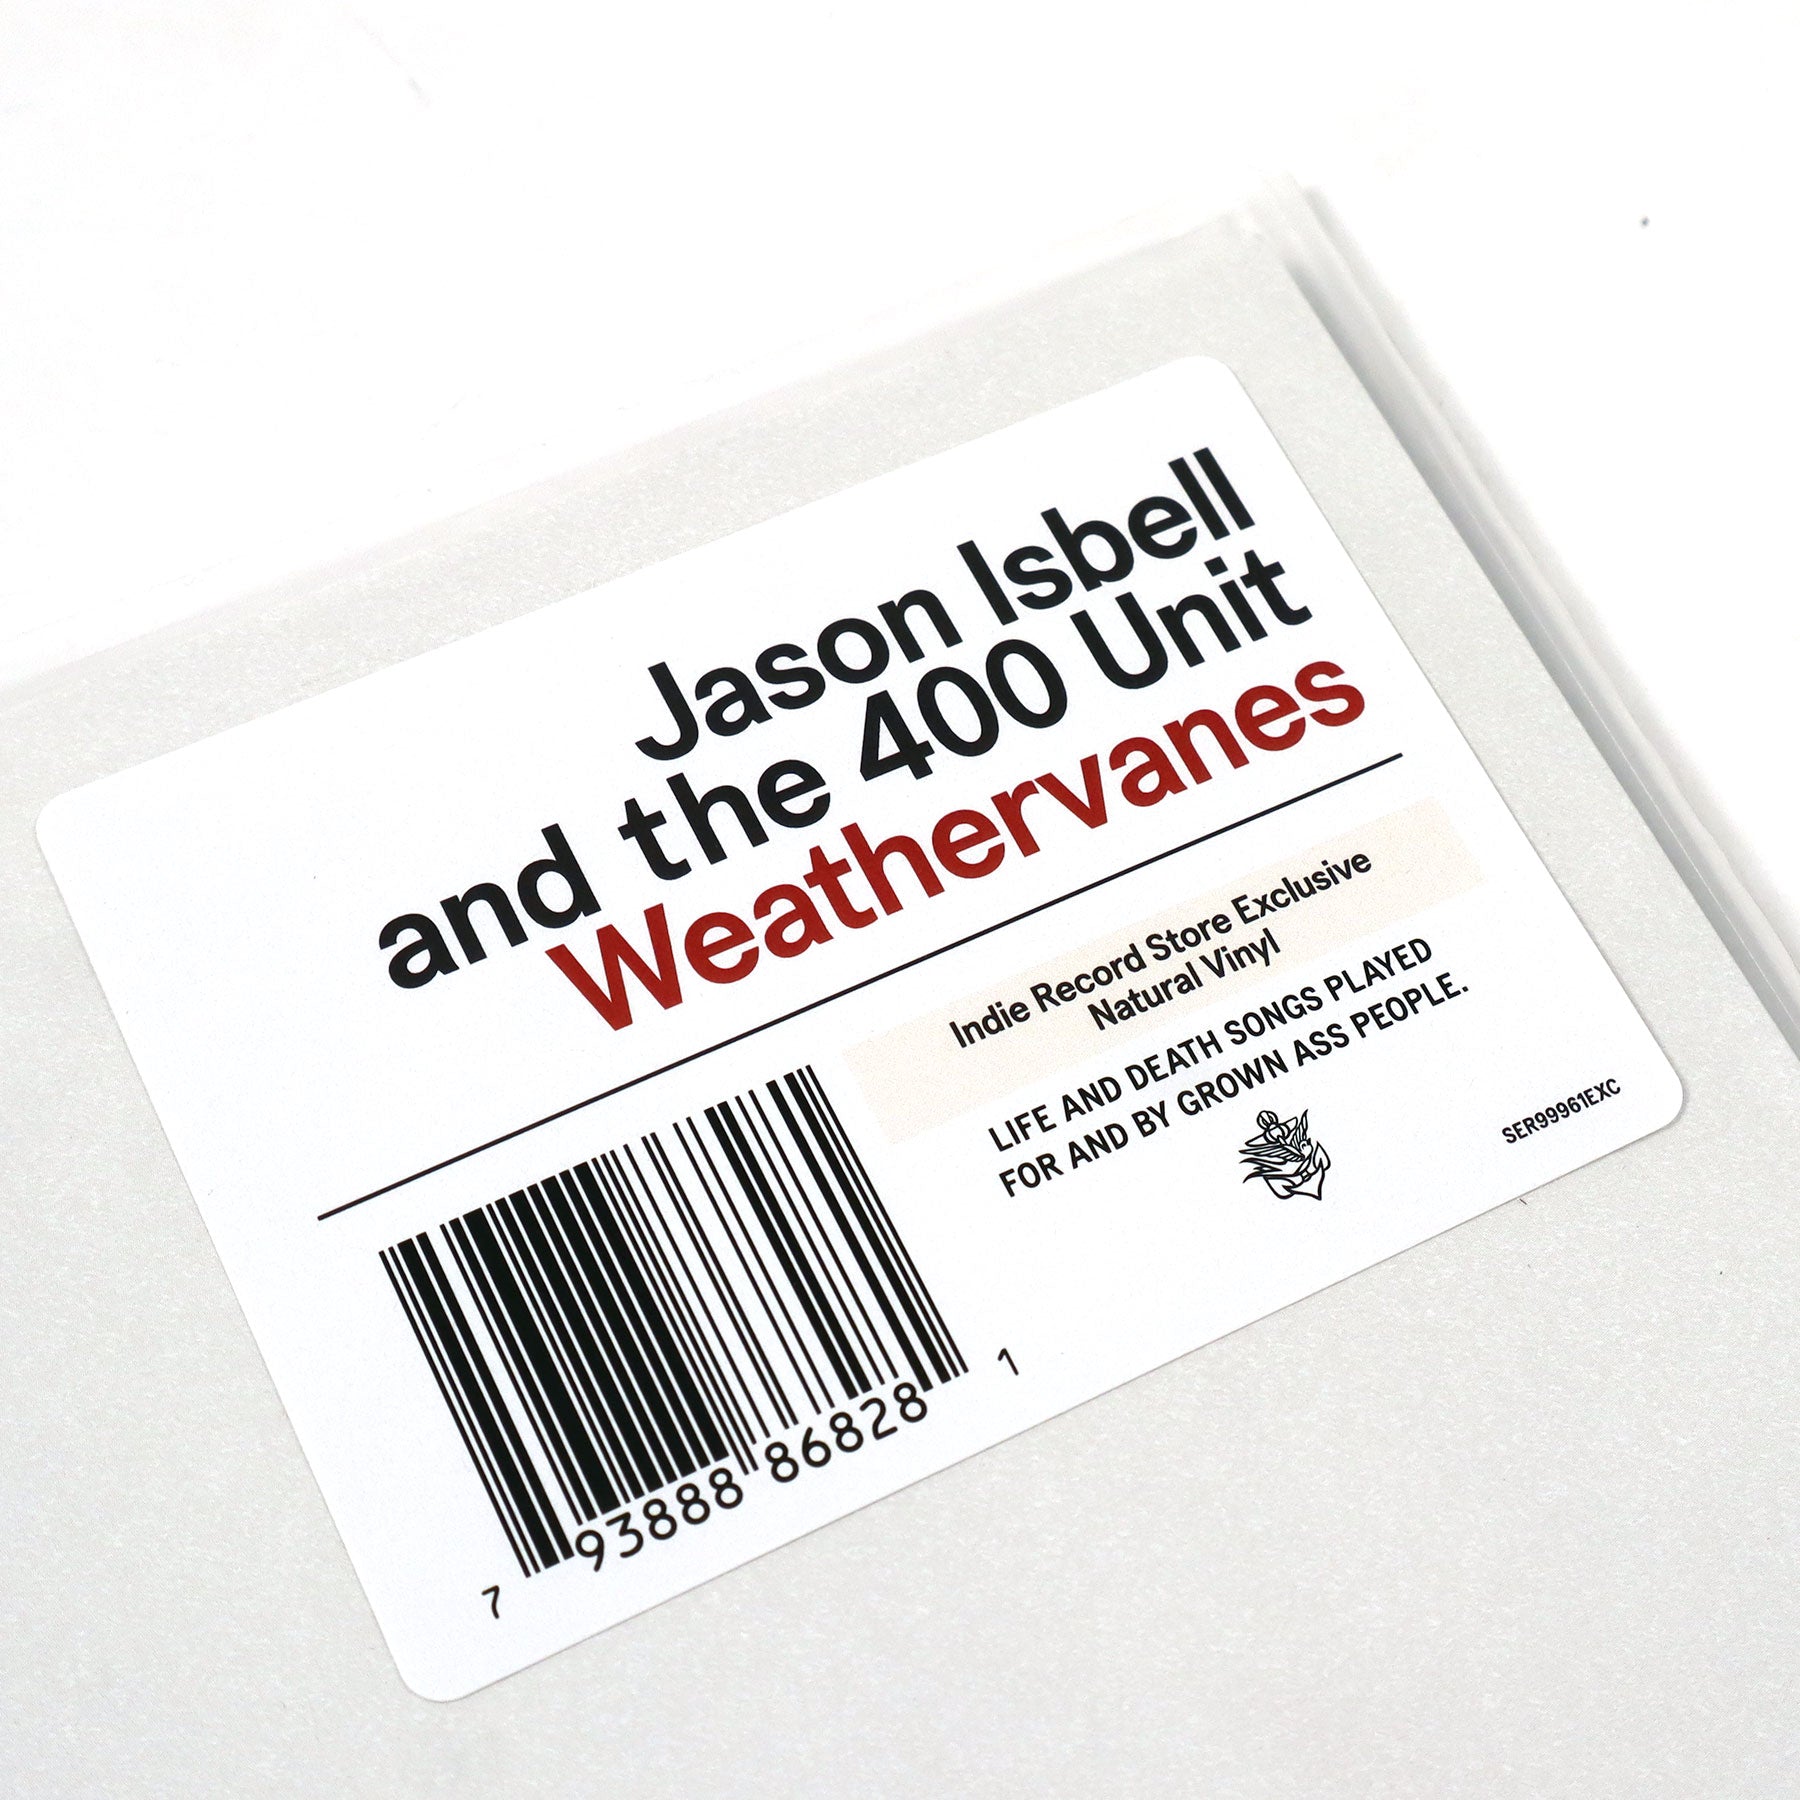 Jason Isbell
and the 400 Unit
Weathervanes
Indie Record Store Exclusive
Natural Vinyl
LIFE AND DEATH SONGS PLAYED
FOR AND BY GROWN ASS PEOPLE.
SER99961EXC
7 93888 86828 1